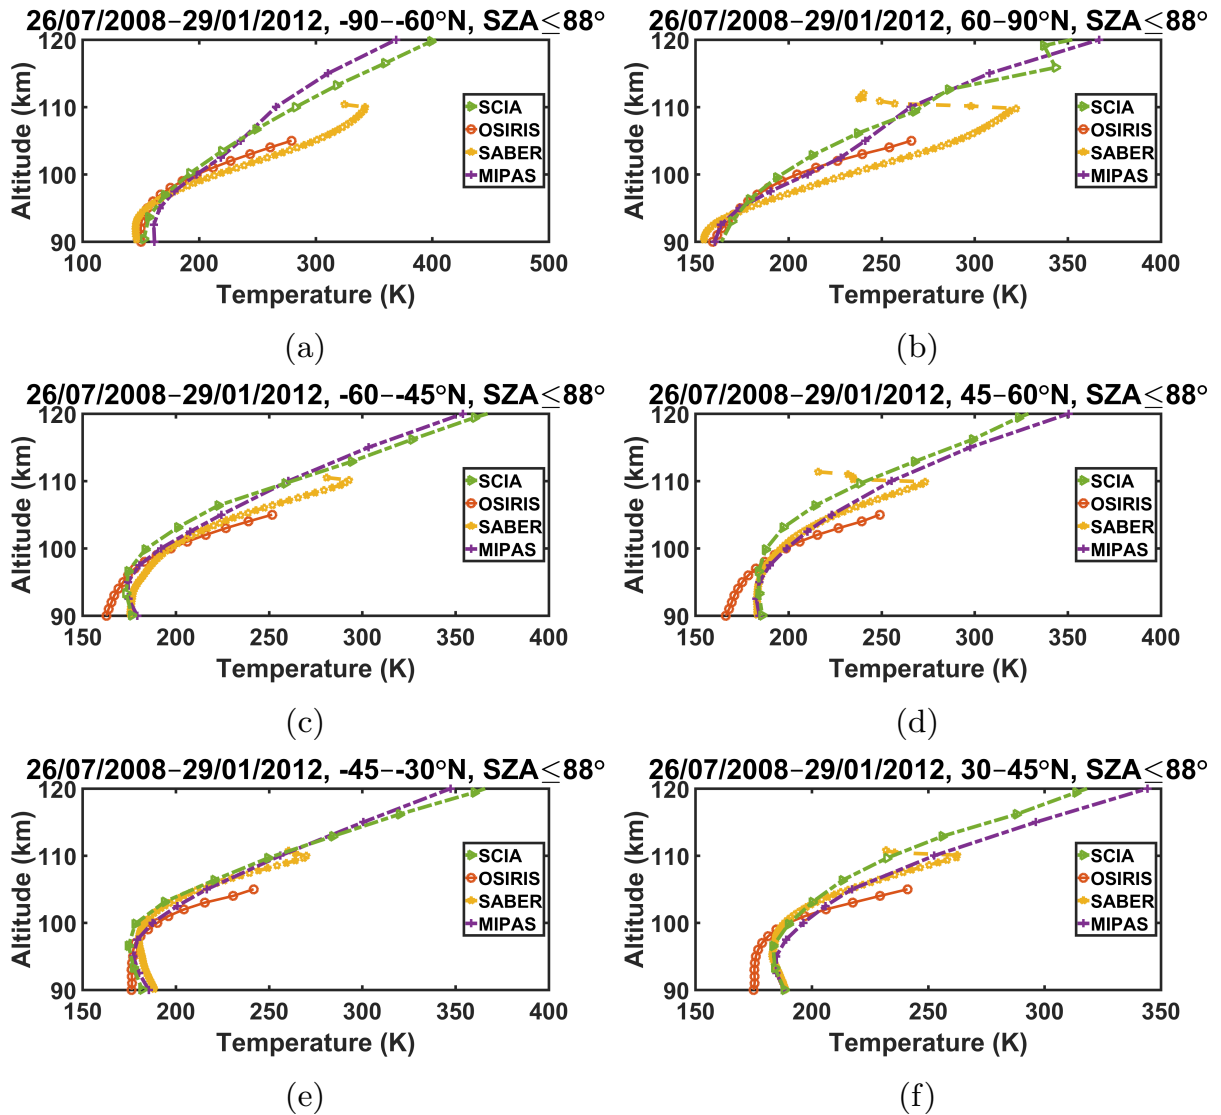 26/07/2008–29/01/2012, -90–-60°N, SZA≤88°
120
110
100
90
Altitude (km)
SCIA
OSIRIS
SABER
MIPAS
100 200 300 400 500
Temperature (K)
(a)
26/07/2008–29/01/2012, 60–90°N, SZA≤88°
120
110
100
90
Altitude (km)
SCIA
OSIRIS
SABER
MIPAS
150 200 250 300 350 400
Temperature (K)
(b)
26/07/2008–29/01/2012, -60–-45°N, SZA≤88°
120
110
100
90
Altitude (km)
SCIA
OSIRIS
SABER
MIPAS
150 200 250 300 350 400
Temperature (K)
(c)
26/07/2008–29/01/2012, 45–60°N, SZA≤88°
120
110
100
90
Altitude (km)
SCIA
OSIRIS
SABER
MIPAS
150 200 250 300 350 400
Temperature (K)
(d)
26/07/2008–29/01/2012, -45–-30°N, SZA≤88°
120
110
100
90
Altitude (km)
SCIA
OSIRIS
SABER
MIPAS
150 200 250 300 350 400
Temperature (K)
(e)
26/07/2008–29/01/2012, 30–45°N, SZA≤88°
120
110
100
90
Altitude (km)
SCIA
OSIRIS
SABER
MIPAS
150 200 250 300 350
Temperature (K)
(f)